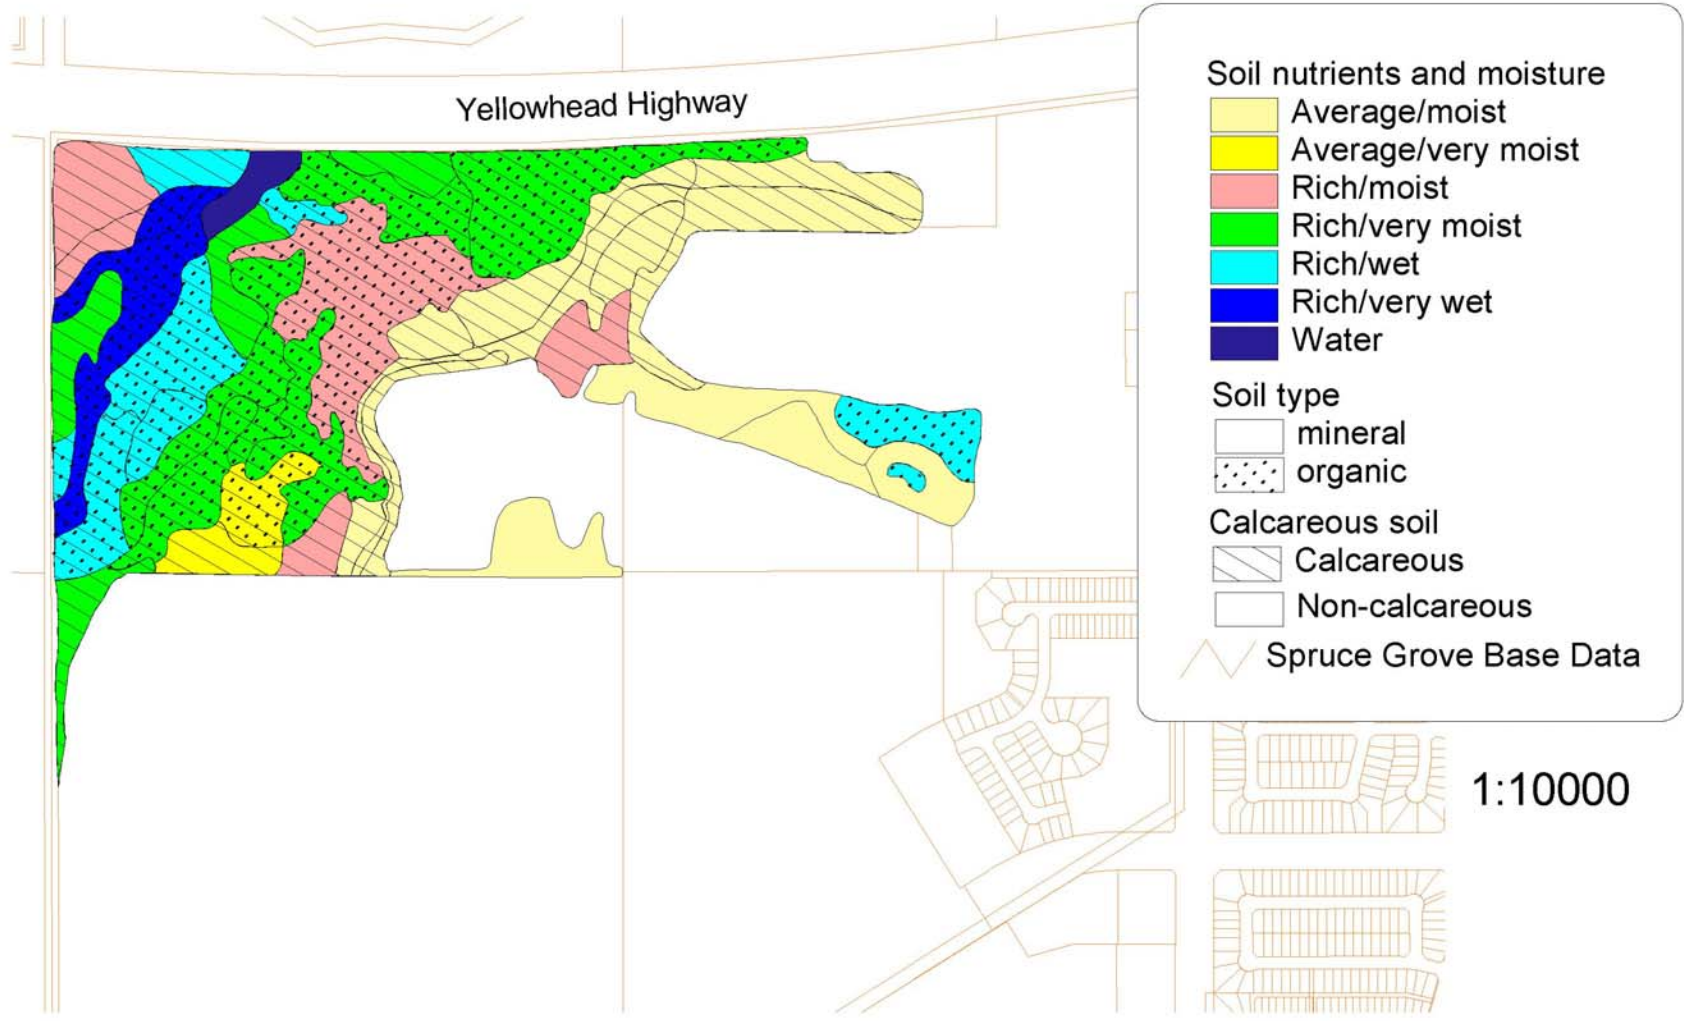 Yellowhead Highway
Soil nutrients and moisture
Average/moist
Average/very moist
Rich/moist
Rich/very moist
Rich/wet
Rich/very wet
Water
Soil type
mineral
organic
Calcareous soil
Calcareous
Non-calcareous
Spruce Grove Base Data
1:10000